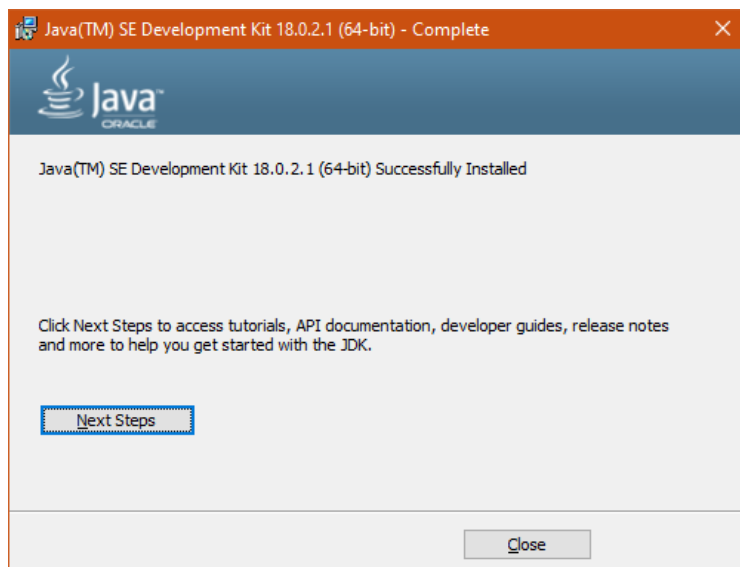 Java(TM) SE Development Kit 18.0.2.1 (64-bit) - Complete
Java™
ORACLE
Java(TM) SE Development Kit 18.0.2.1 (64-bit) Successfully Installed
Click Next Steps to access tutorials, API documentation, developer guides, release notes
and more to help you get started with the JDK.
Next Steps
Close